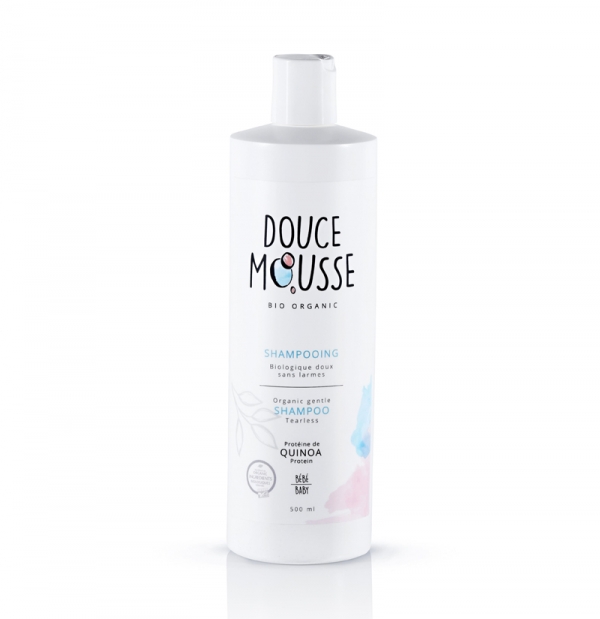 DOUCE
MOUSSE
BIO ORGANIC
SHAMPOOING
Biologique doux
sans larmes
Organic gentle
SHAMPOO
Tearless
Protéine de
QUINOA
Protein
BÉBÉ
BABY
500 ml